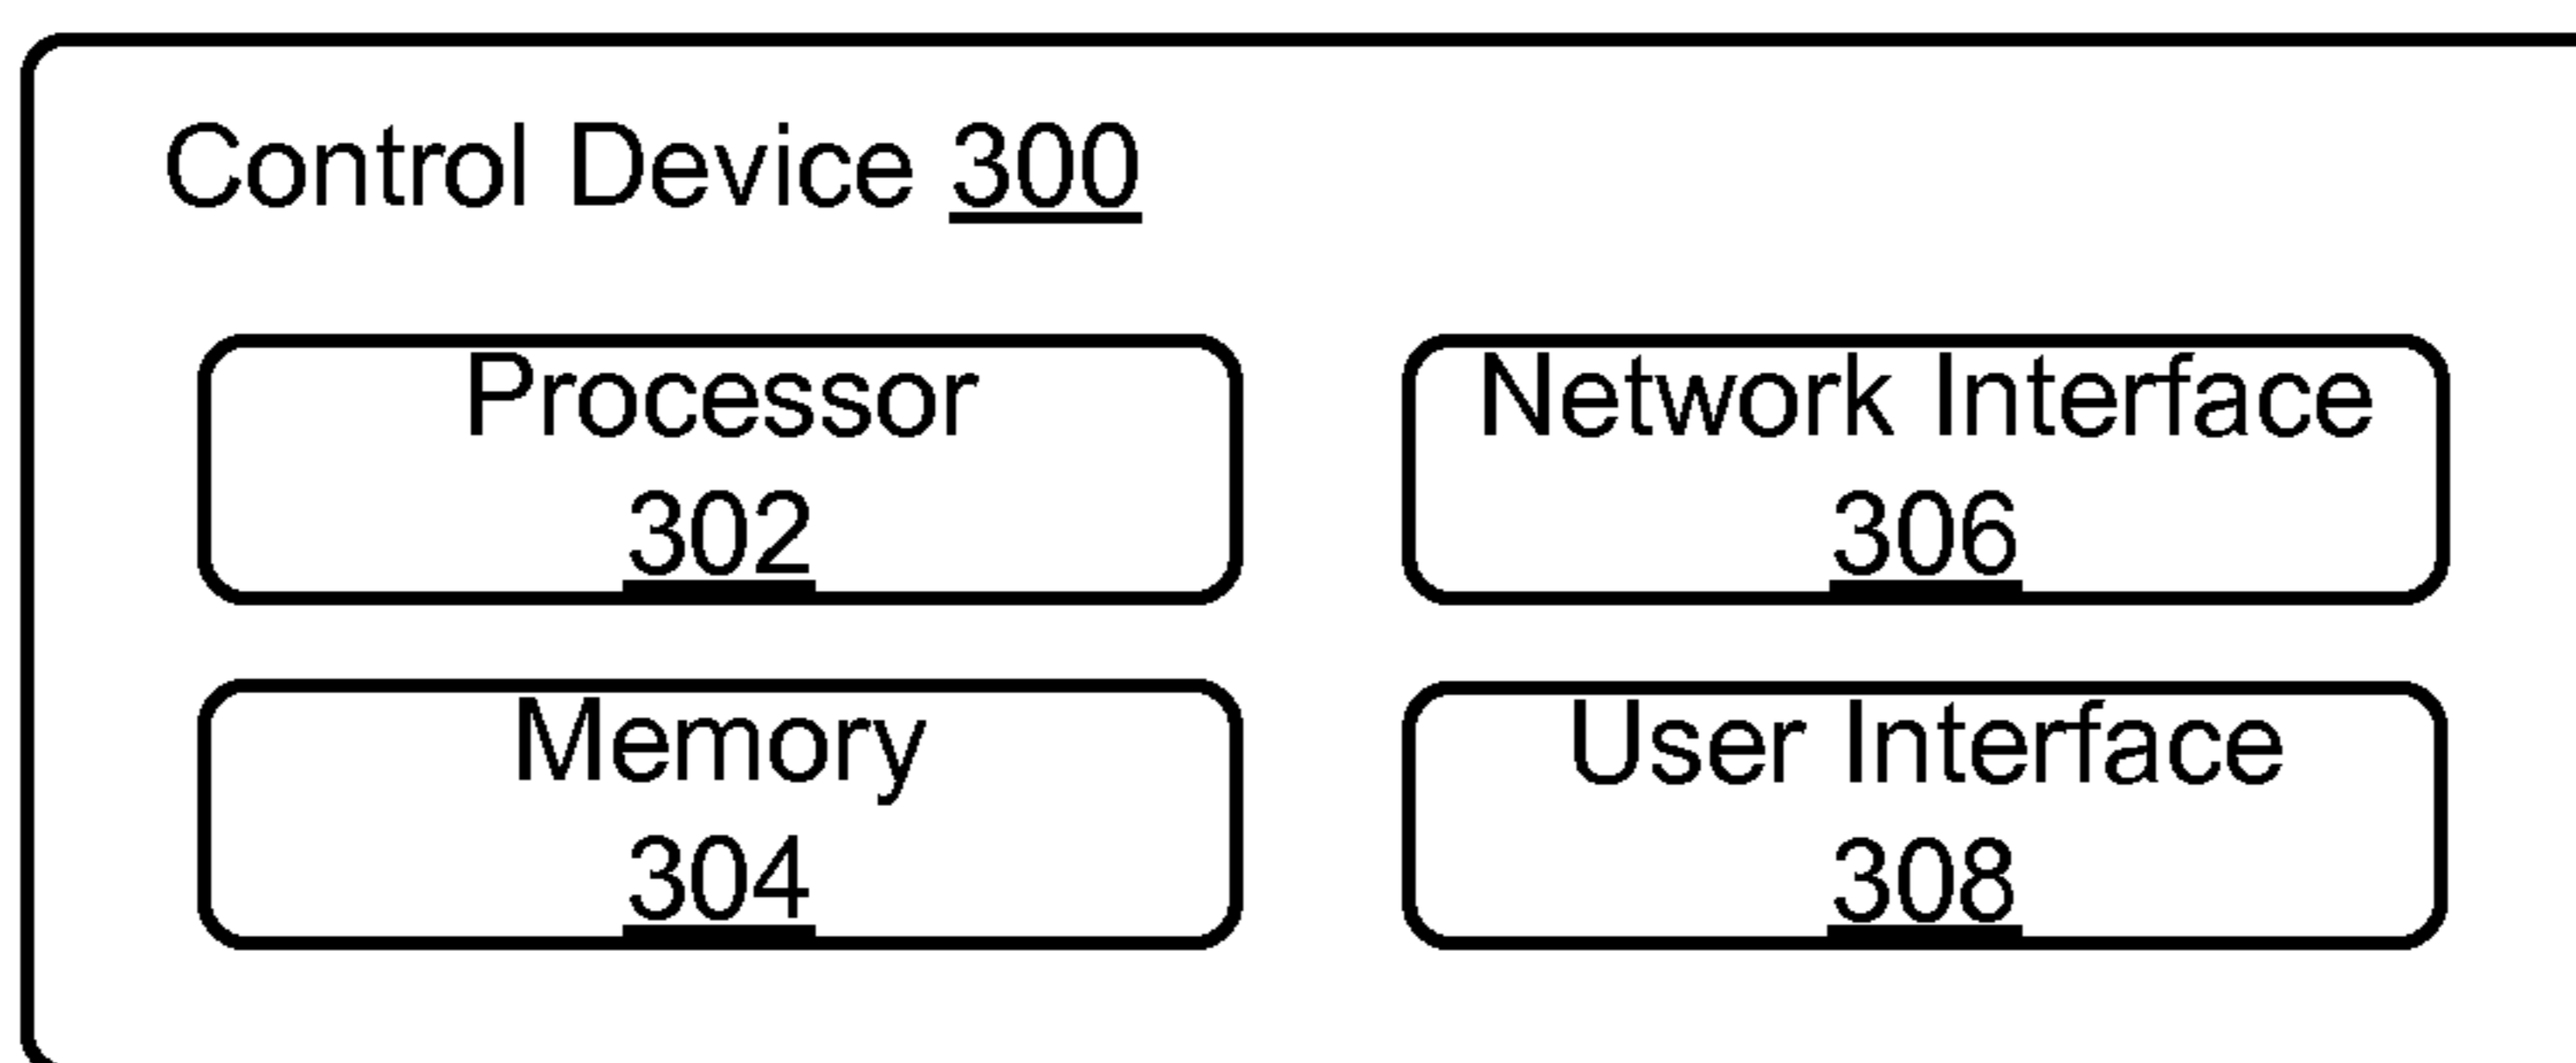 Control Device 300
Processor
302
Network Interface
306
Memory
304
User Interface
308